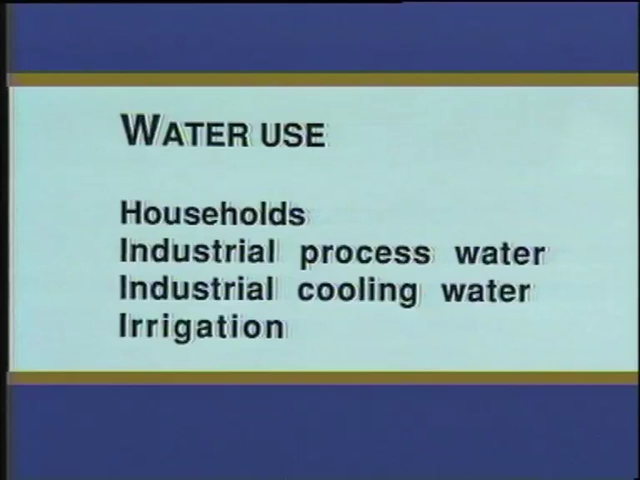 WATER USE
Households
Industrial process water
Industrial cooling water
Irrigation